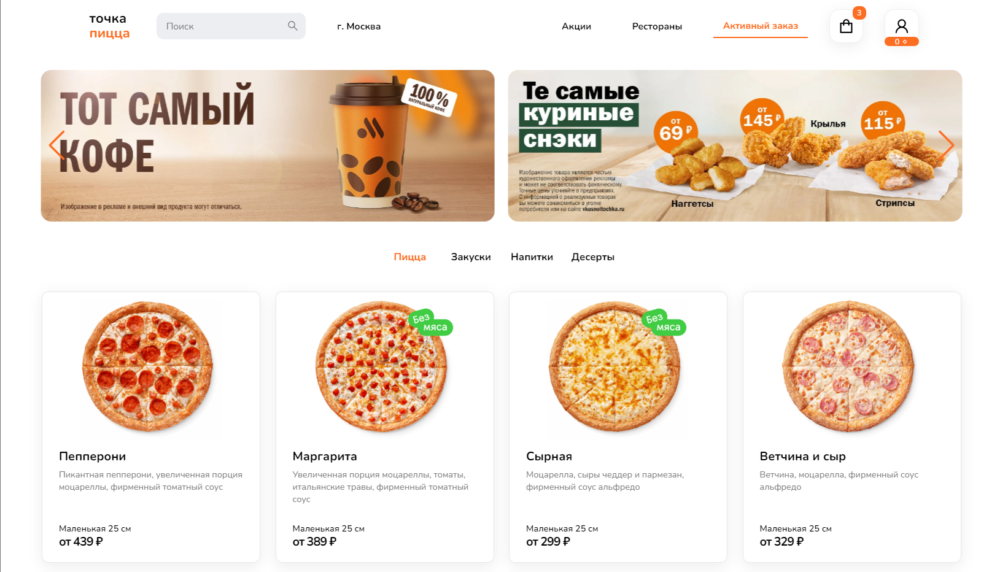 точка
пицца
Поиск
г. Москва
Акции
Рестораны
Активный заказ
3
0
ТОТ САМЫЙ
КОФЕ
100 %
НАТУРАЛЬНЫЙ КОФЕ
Изображение в рекламе и внешний вид продукта могут отличаться.
Те самые
куриные
снэки
от
69 ₽
от
145 ₽
Крылья
от
115 ₽
Изображение товара является частью
художественного оформления рекламы
и может не соответствовать фактическому.
Точные цены уточняйте в предприятиях.
С информацией о реализуемых товарах
вы можете ознакомиться в уголке
потребителя или на сайте vkusnoitochka.ru
Наггетсы
Стрипсы
Пицца
Закуски
Напитки
Десерты
Пепперони
Пикантная пепперони, увеличенная порция
моцареллы, фирменный томатный соус
Маленькая 25 см
от 439 ₽
Без
мяса
Маргарита
Увеличенная порция моцареллы, томаты,
итальянские травы, фирменный томатный
соус
Маленькая 25 см
от 389 ₽
Без
мяса
Сырная
Моцарелла, сыры чеддер и пармезан,
фирменный соус альфредо
Маленькая 25 см
от 299 ₽
Ветчина и сыр
Ветчина, моцарелла, фирменный соус
альфредо
Маленькая 25 см
от 329 ₽